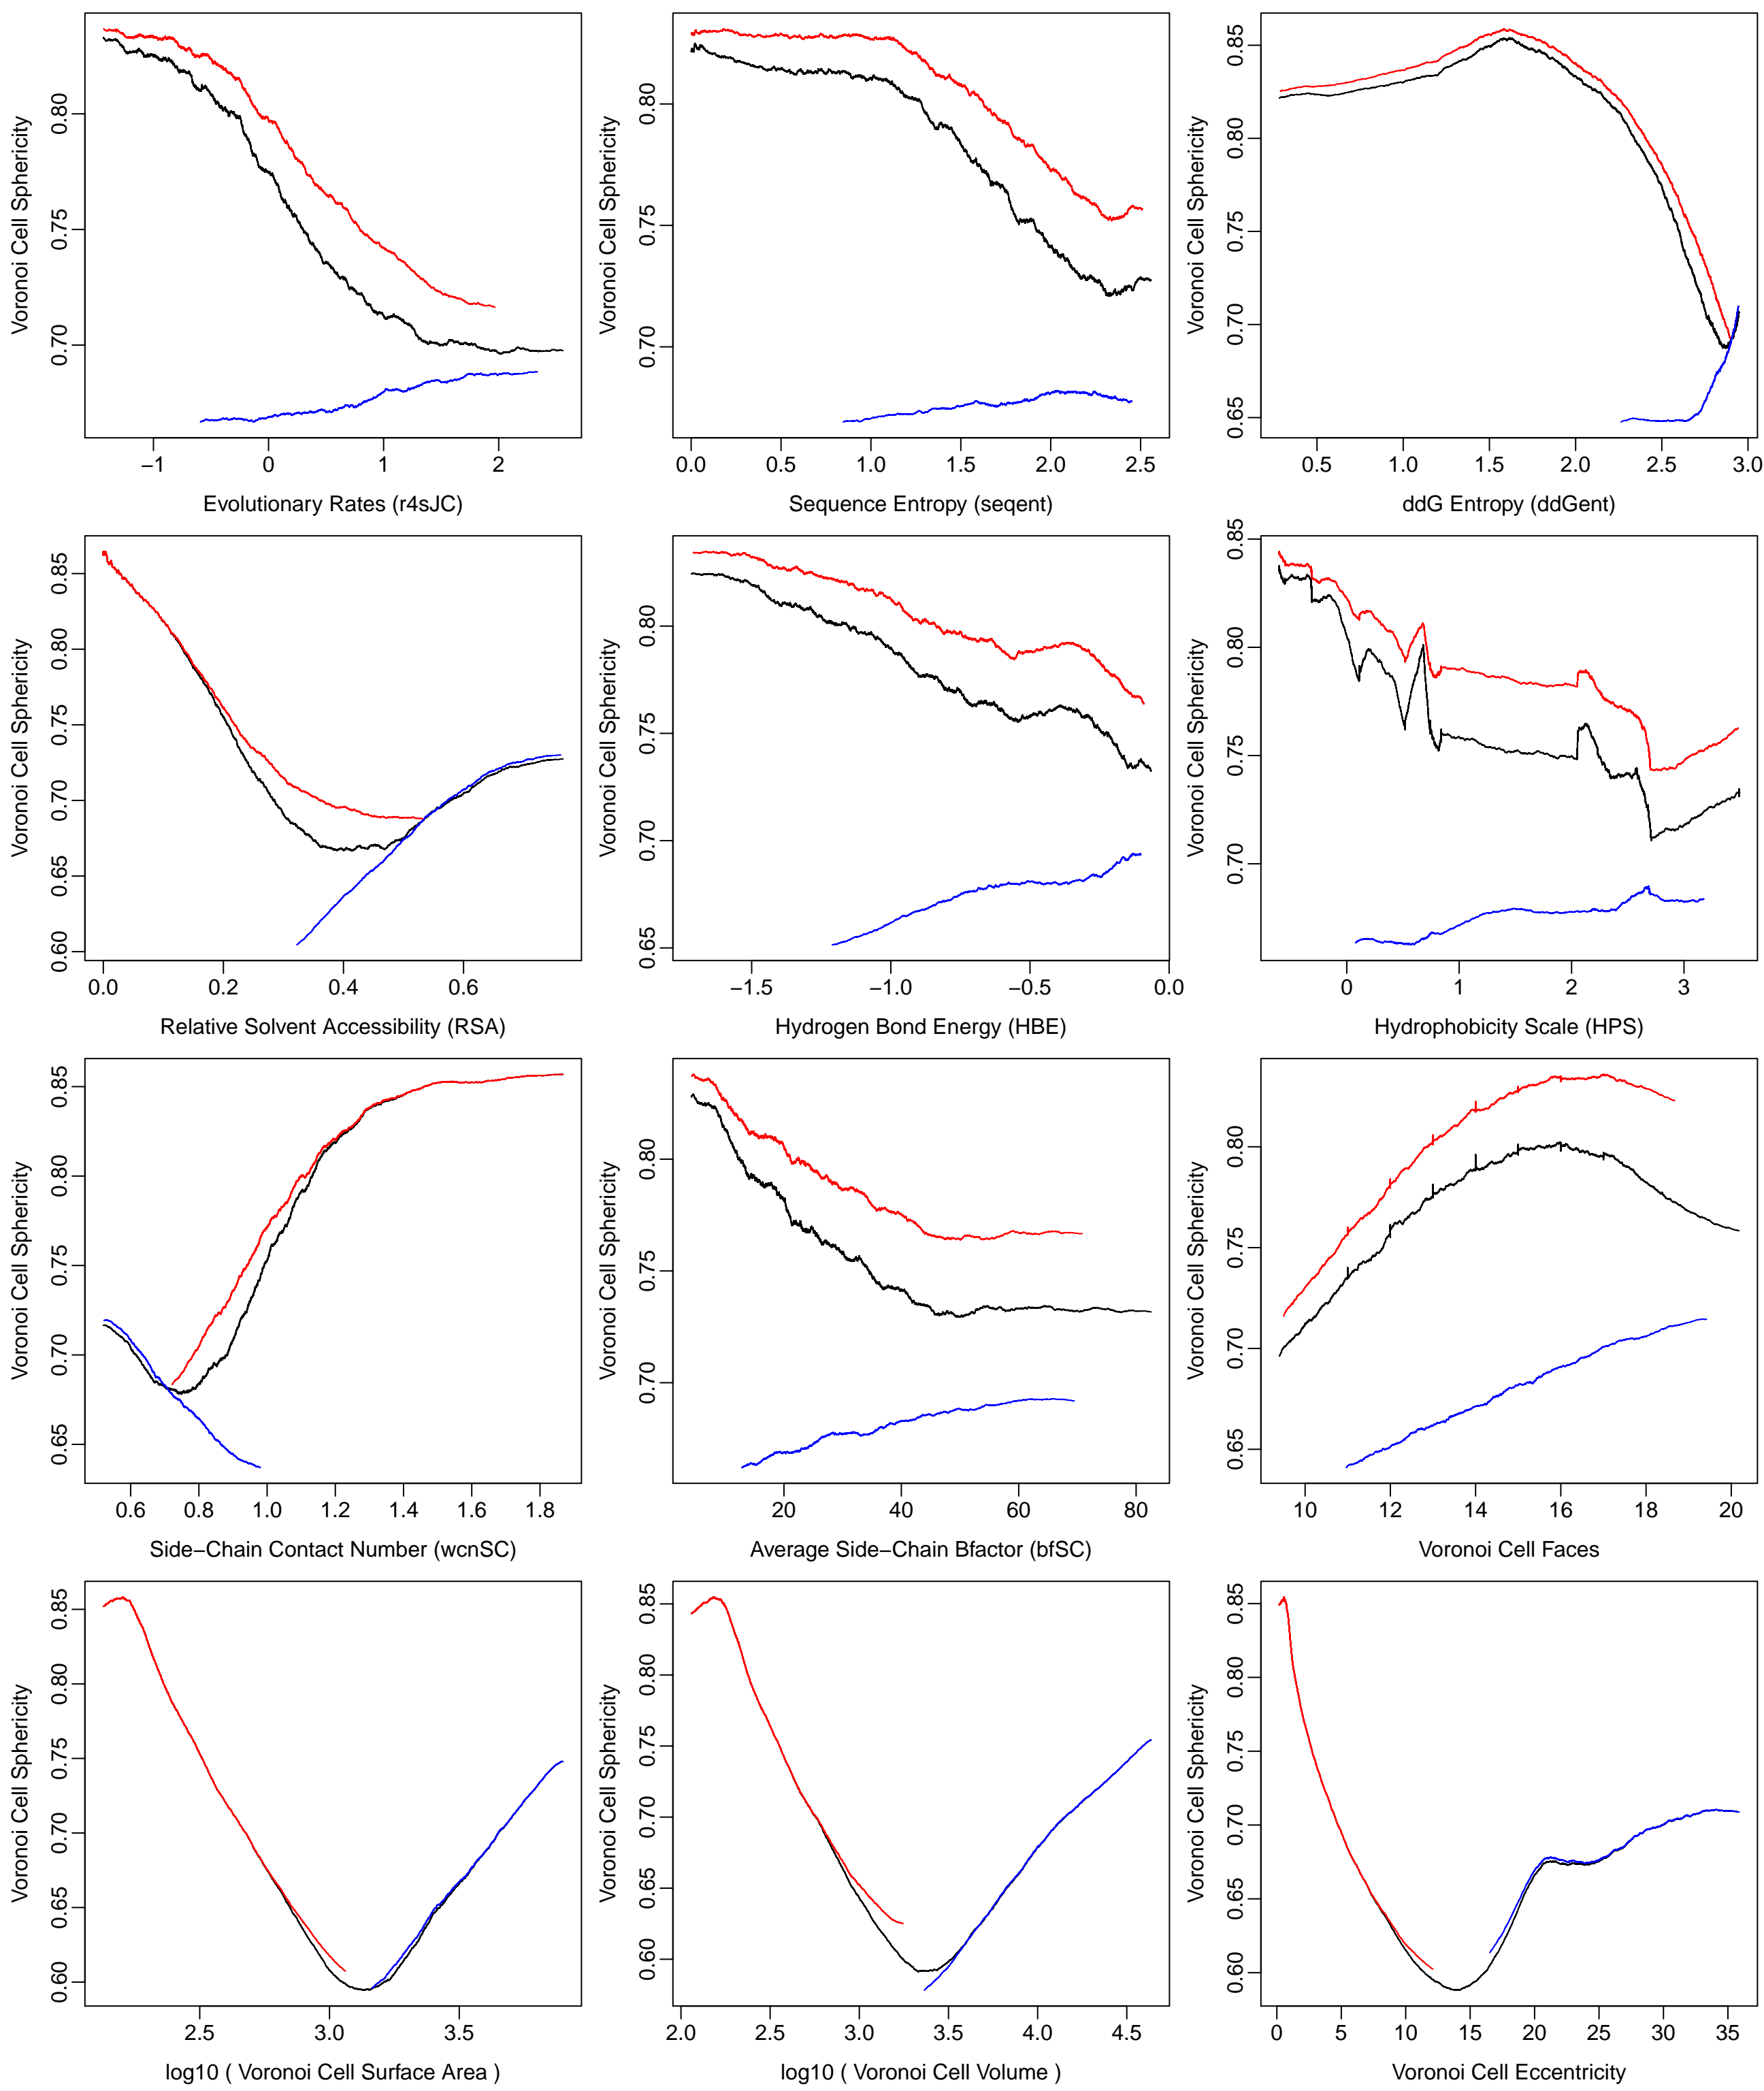 Voronoi Cell Sphericity
0.70 0.75 0.80
−1 0 1 2
Evolutionary Rates (r4sJC)
Voronoi Cell Sphericity
0.70 0.75 0.80
0.0 0.5 1.0 1.5 2.0 2.5
Sequence Entropy (seqent)
Voronoi Cell Sphericity
0.65 0.70 0.75 0.80 0.85
0.5 1.0 1.5 2.0 2.5 3.0
ddG Entropy (ddGent)
Voronoi Cell Sphericity
0.60 0.65 0.70 0.75 0.80 0.85
0.0 0.2 0.4 0.6
Relative Solvent Accessibility (RSA)
Voronoi Cell Sphericity
0.65 0.70 0.75 0.80
−1.5 −1.0 −0.5 0.0
Hydrogen Bond Energy (HBE)
Voronoi Cell Sphericity
0.70 0.75 0.80 0.85
0 1 2 3
Hydrophobicity Scale (HPS)
Voronoi Cell Sphericity
0.65 0.70 0.75 0.80 0.85
0.6 0.8 1.0 1.2 1.4 1.6 1.8
Side−Chain Contact Number (wcnSC)
Voronoi Cell Sphericity
0.70 0.75 0.80
20 40 60 80
Average Side−Chain Bfactor (bfSC)
Voronoi Cell Sphericity
0.65 0.70 0.75 0.80
10 12 14 16 18 20
Voronoi Cell Faces
Voronoi Cell Sphericity
0.60 0.65 0.70 0.75 0.80 0.85
2.5 3.0 3.5
log10 ( Voronoi Cell Surface Area )
Voronoi Cell Sphericity
0.60 0.65 0.70 0.75 0.80 0.85
2.0 2.5 3.0 3.5 4.0 4.5
log10 ( Voronoi Cell Volume )
Voronoi Cell Sphericity
0.60 0.65 0.70 0.75 0.80 0.85
0 5 10 15 20 25 30 35
Voronoi Cell Eccentricity